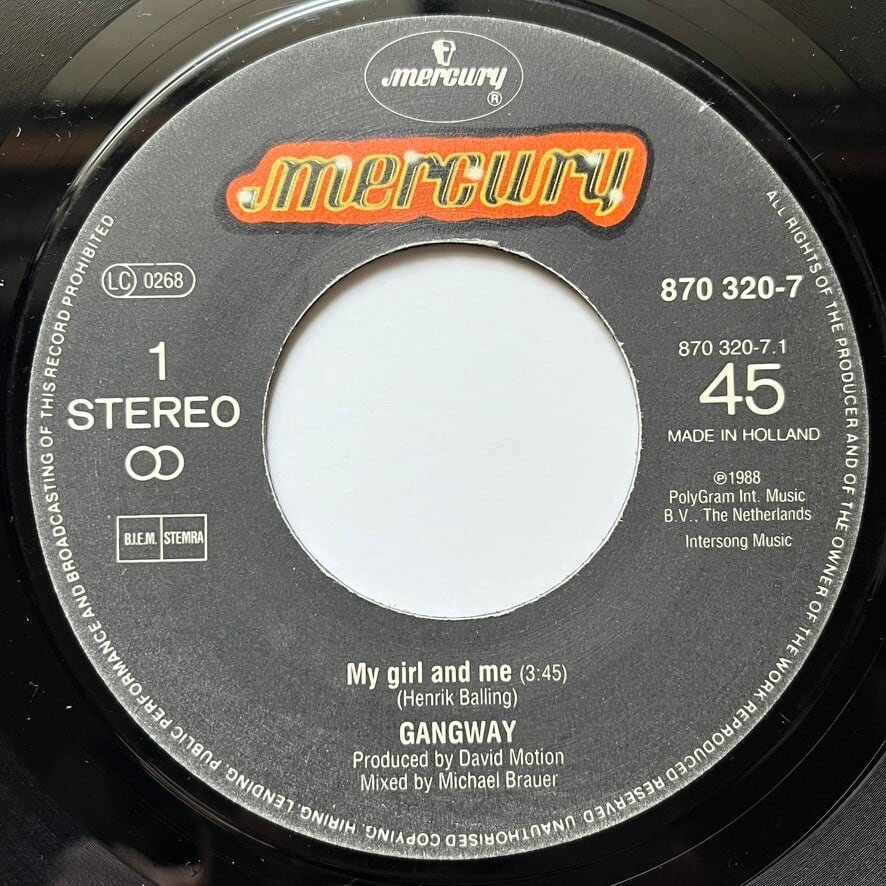 mercury
®
mercury
LC 0268
1
STEREO
B.I.E.M. STEMRA
870 320-7
870 320-7.1
45
MADE IN HOLLAND
℗1988
PolyGram Int. Music
B.V., The Netherlands
Intersong Music
My girl and me (3:45)
(Henrik Balling)
GANGWAY
Produced by David Motion
Mixed by Michael Brauer
ALL RIGHTS OF THE PRODUCER AND OF THE OWNER OF THE WORK REPRODUCED RESERVED. UNAUTHORISED COPYING, HIRING, LENDING, PUBLIC PERFORMANCE AND BROADCASTING OF THIS RECORD PROHIBITED